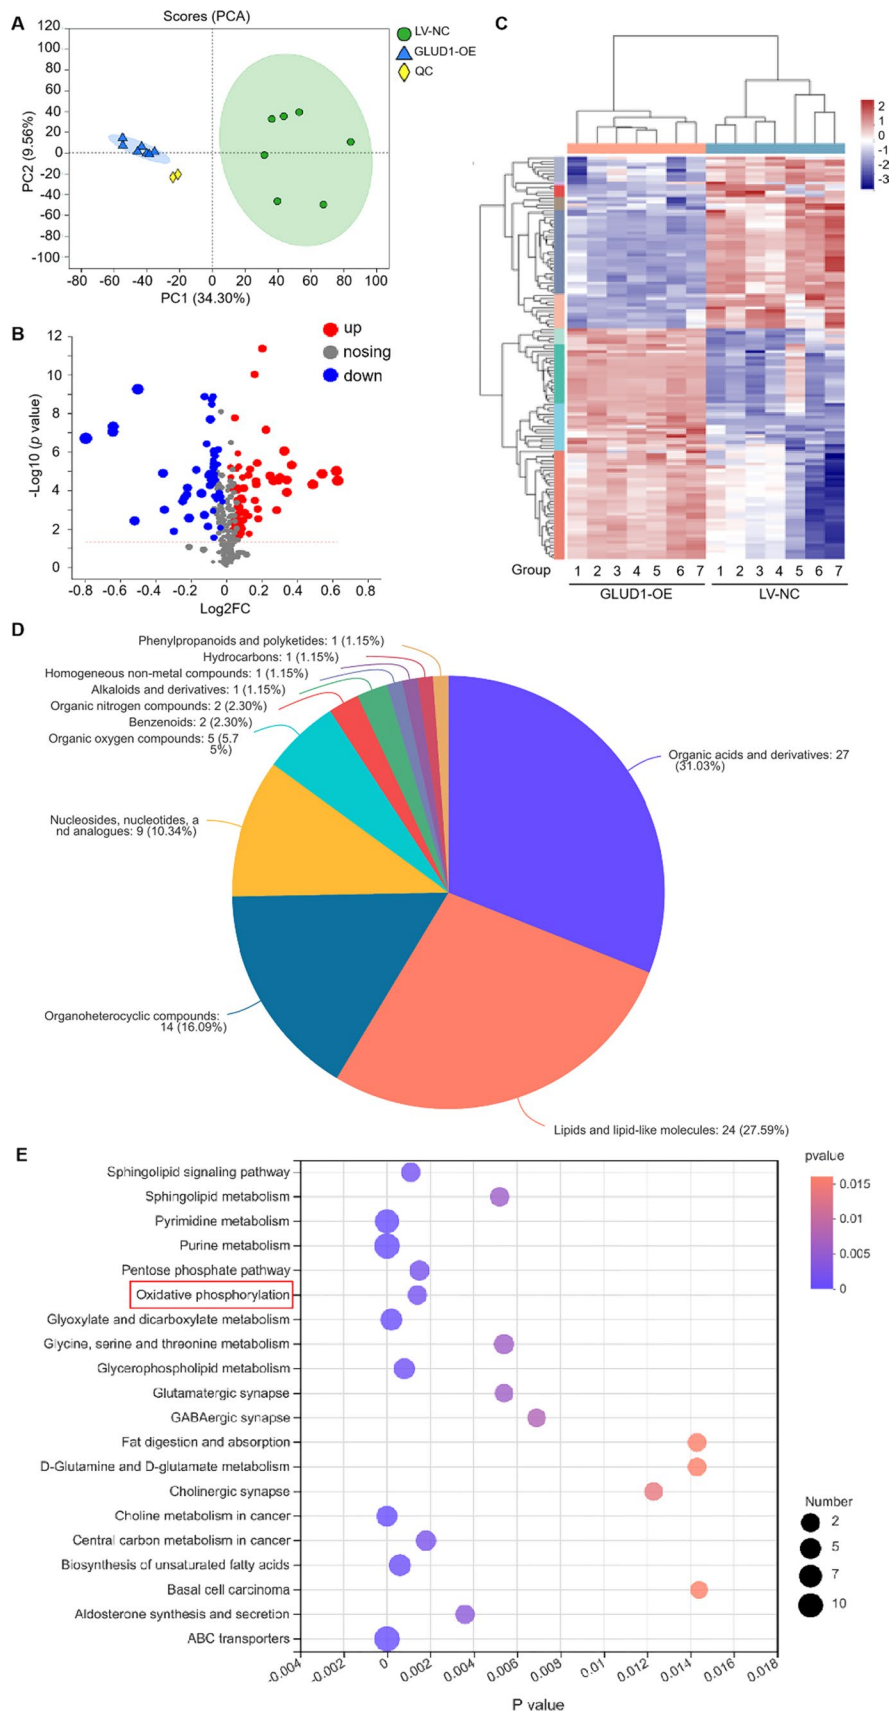 A
Scores (PCA)
120
100
80
60
40
20
0
-20
-40
-60
-80
-100
PC2 (9.56%)
-80 -60 -40 -20 0 20 40 60 80 100
PC1 (34.30%)
LV-NC
GLUD1-OE
QC
B
up
nosing
down
12
10
8
6
4
2
0
-Log10 (p value)
-0.8 -0.6 -0.4 -0.2 0 0.2 0.4 0.6 0.8
Log2FC
C
2
1
0
-1
-2
-3
Group 1 2 3 4 5 6 7 1 2 3 4 5 6 7
GLUD1-OE LV-NC
D
Phenylpropanoids and polyketides: 1 (1.15%)
Hydrocarbons: 1 (1.15%)
Homogeneous non-metal compounds: 1 (1.15%)
Alkaloids and derivatives: 1 (1.15%)
Organic nitrogen compounds: 2 (2.30%)
Benzenoids: 2 (2.30%)
Organic oxygen compounds: 5 (5.7
5%)
Nucleosides, nucleotides, a
nd analogues: 9 (10.34%)
Organoheterocyclic compounds:
14 (16.09%)
Organic acids and derivatives: 27
(31.03%)
Lipids and lipid-like molecules: 24 (27.59%)
E
Sphingolipid signaling pathway
Sphingolipid metabolism
Pyrimidine metabolism
Purine metabolism
Pentose phosphate pathway
Oxidative phosphorylation
Glyoxylate and dicarboxylate metabolism
Glycine, serine and threonine metabolism
Glycerophospholipid metabolism
Glutamatergic synapse
GABAergic synapse
Fat digestion and absorption
D-Glutamine and D-glutamate metabolism
Cholinergic synapse
Choline metabolism in cancer
Central carbon metabolism in cancer
Biosynthesis of unsaturated fatty acids
Basal cell carcinoma
Aldosterone synthesis and secretion
ABC transporters
-0.004 -0.002 0 0.002 0.004 0.006 0.008 0.01 0.012 0.014 0.016 0.018
P value
pvalue
0.015
0.01
0.005
0
Number
2
5
7
10